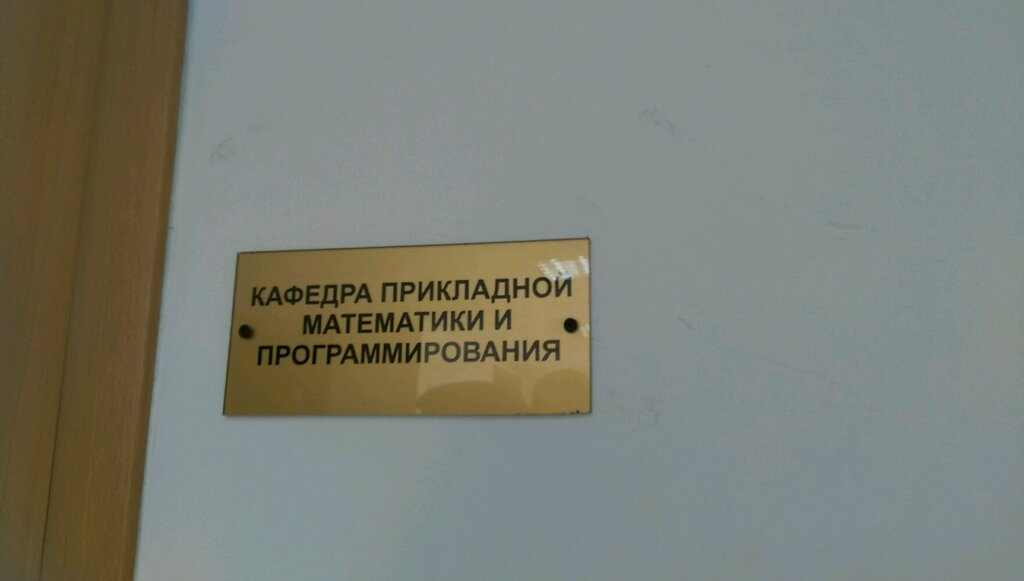 КАФЕДРА ПРИКЛАДНОЙ
МАТЕМАТИКИ И
ПРОГРАММИРОВАНИЯ